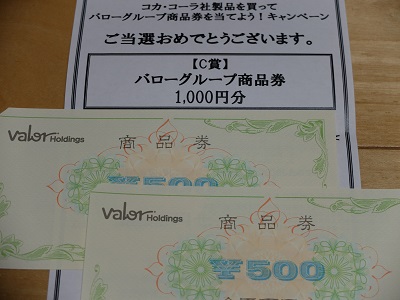 コカ・コーラ社製品を買って
バローグループ商品券を当てよう！キャンペーン
ご当選おめでとうございます。
【C賞】
バローグループ商品券
1,000円分
Valor Holdings
商品券
¥500
Valor Holdings
商品券
¥500